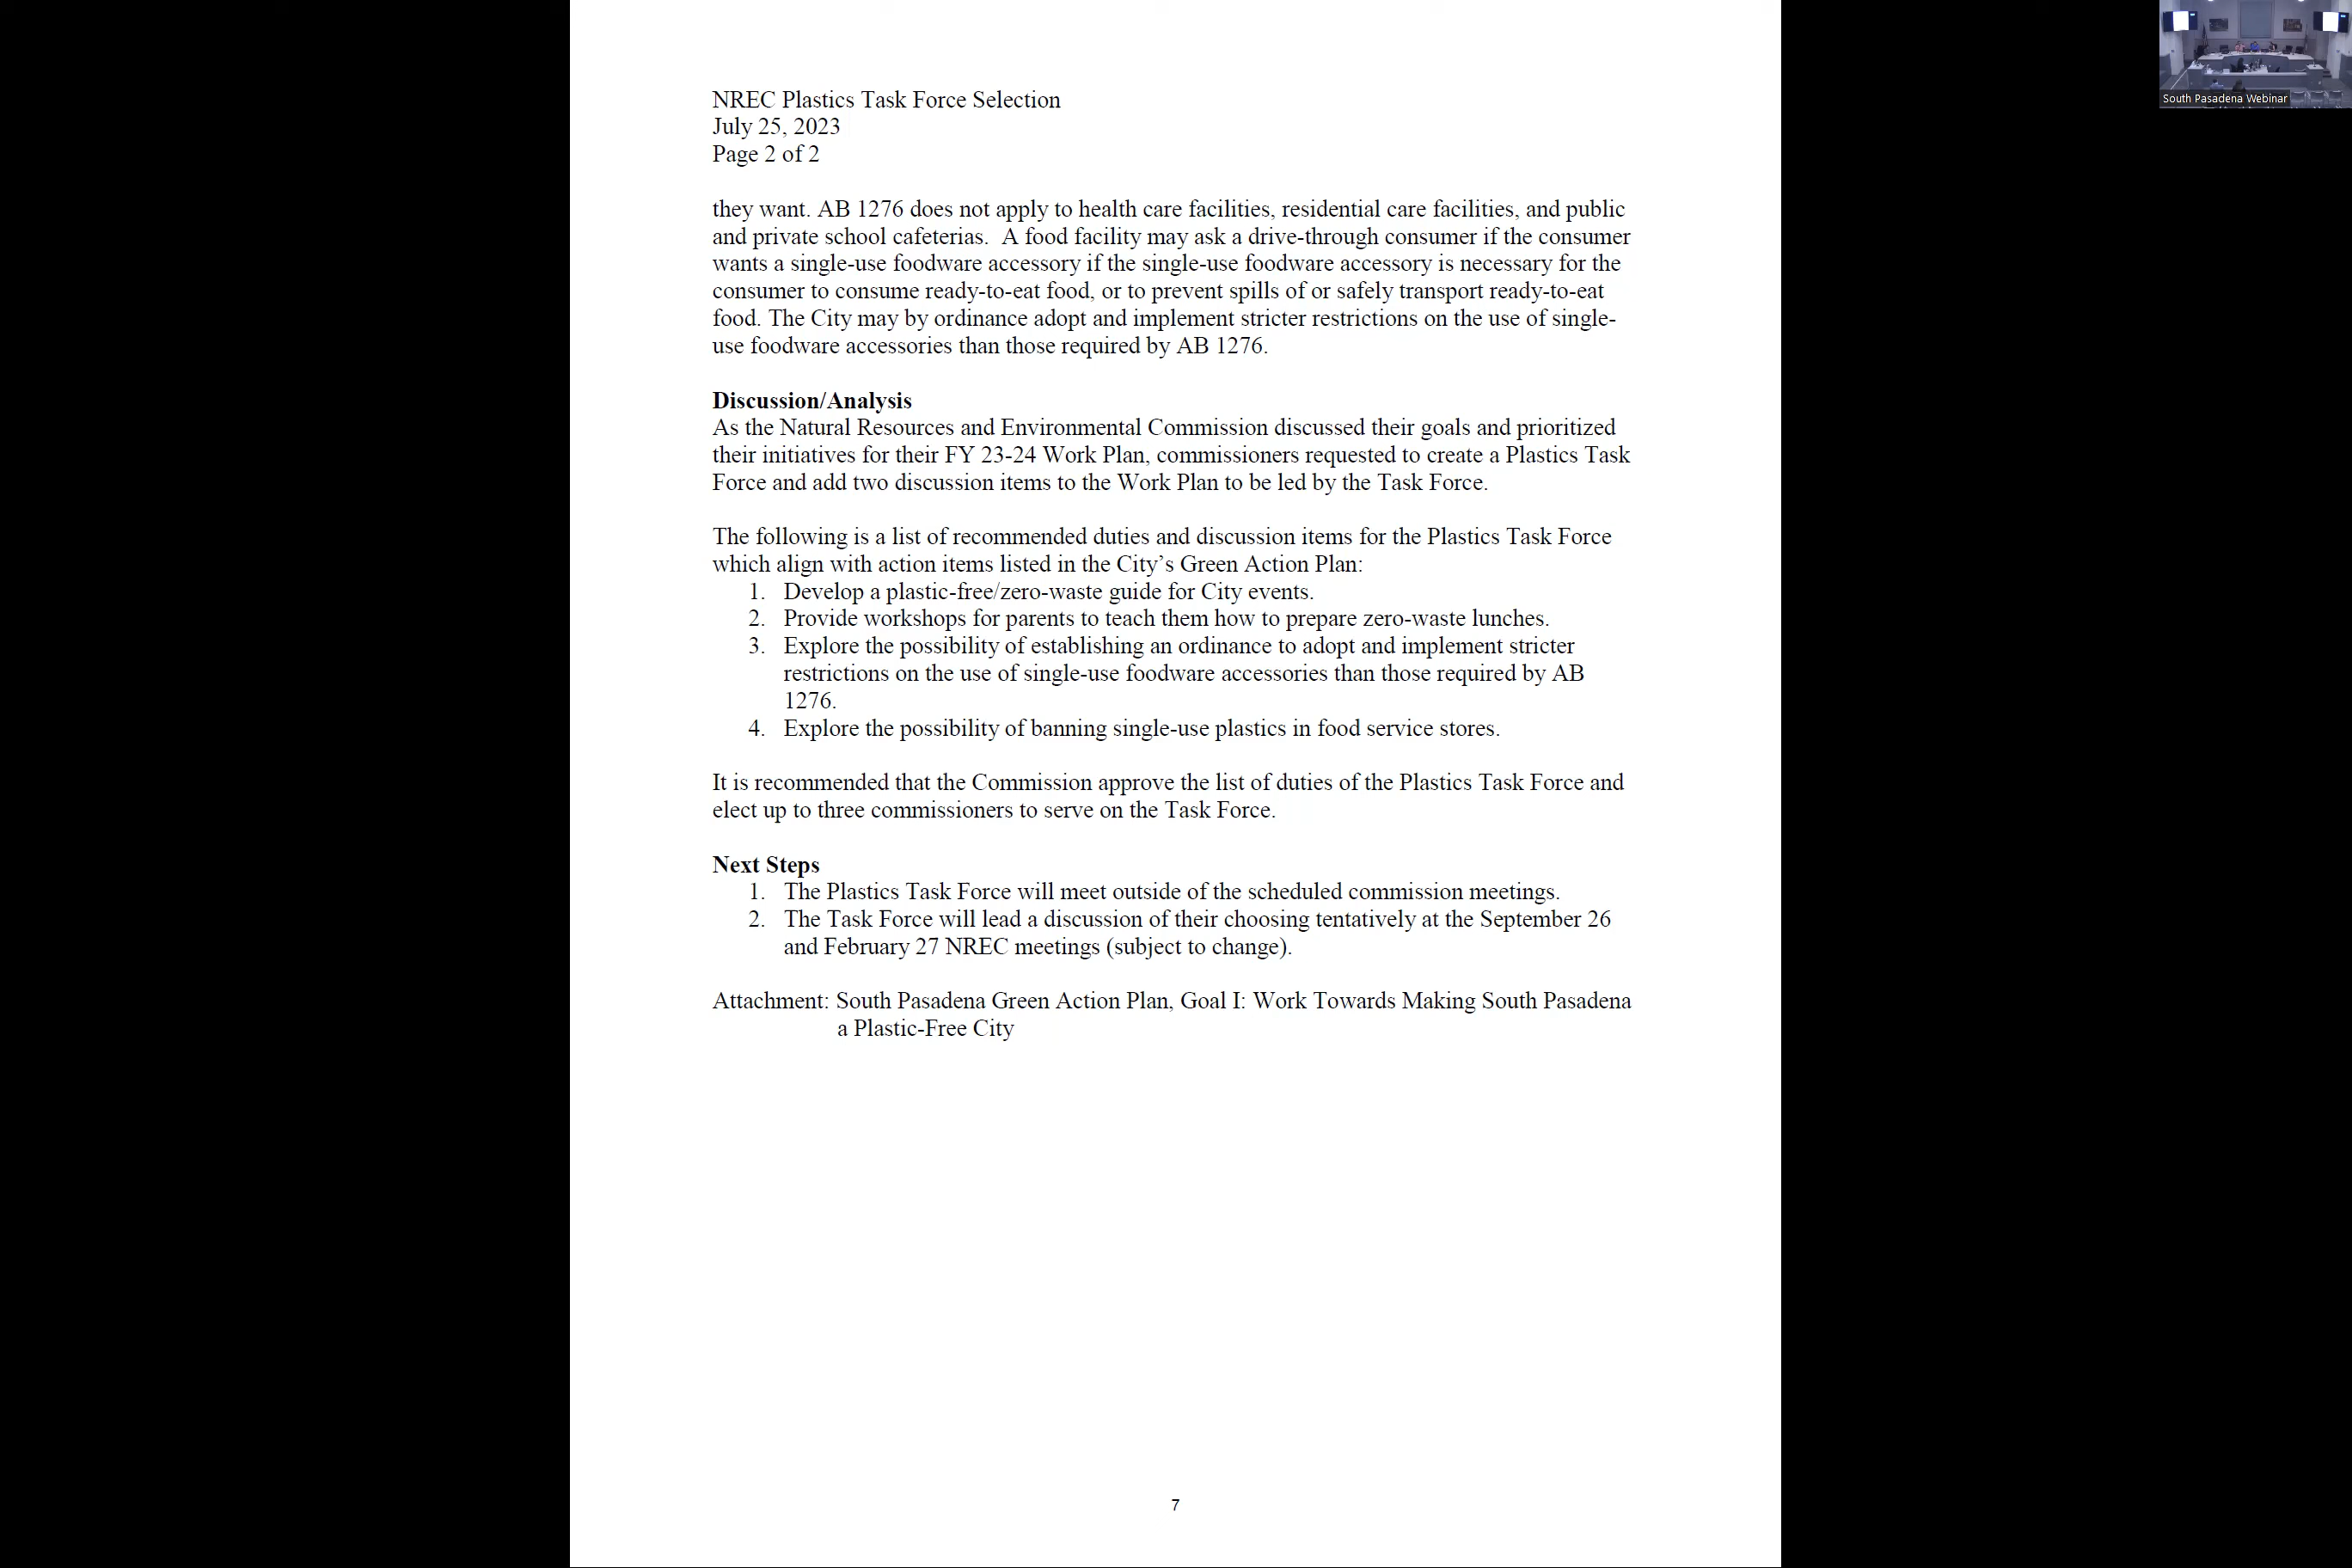 NREC Plastics Task Force Selection
July 25, 2023
Page 2 of 2
they want. AB 1276 does not apply to health care facilities, residential care facilities, and public
and private school cafeterias.  A food facility may ask a drive-through consumer if the consumer
wants a single-use foodware accessory if the single-use foodware accessory is necessary for the
consumer to consume ready-to-eat food, or to prevent spills of or safely transport ready-to-eat
food. The City may by ordinance adopt and implement stricter restrictions on the use of single-
use foodware accessories than those required by AB 1276.
Discussion/Analysis
As the Natural Resources and Environmental Commission discussed their goals and prioritized
their initiatives for their FY 23-24 Work Plan, commissioners requested to create a Plastics Task
Force and add two discussion items to the Work Plan to be led by the Task Force.
The following is a list of recommended duties and discussion items for the Plastics Task Force
which align with action items listed in the City’s Green Action Plan:
1. Develop a plastic-free/zero-waste guide for City events.
2. Provide workshops for parents to teach them how to prepare zero-waste lunches.
3. Explore the possibility of establishing an ordinance to adopt and implement stricter
restrictions on the use of single-use foodware accessories than those required by AB
1276.
4. Explore the possibility of banning single-use plastics in food service stores.
It is recommended that the Commission approve the list of duties of the Plastics Task Force and
elect up to three commissioners to serve on the Task Force.
Next Steps
1. The Plastics Task Force will meet outside of the scheduled commission meetings.
2. The Task Force will lead a discussion of their choosing tentatively at the September 26
and February 27 NREC meetings (subject to change).
Attachment: South Pasadena Green Action Plan, Goal I: Work Towards Making South Pasadena
a Plastic-Free City
7
South Pasadena Webinar